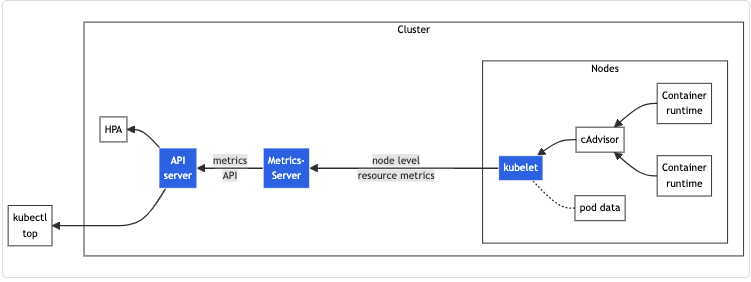 Cluster
Nodes
Container
runtime
HPA
cAdvisor
API
server
metrics
API
Metrics-
Server
node level
resource metrics
kubelet
Container
runtime
pod data
kubectl
top